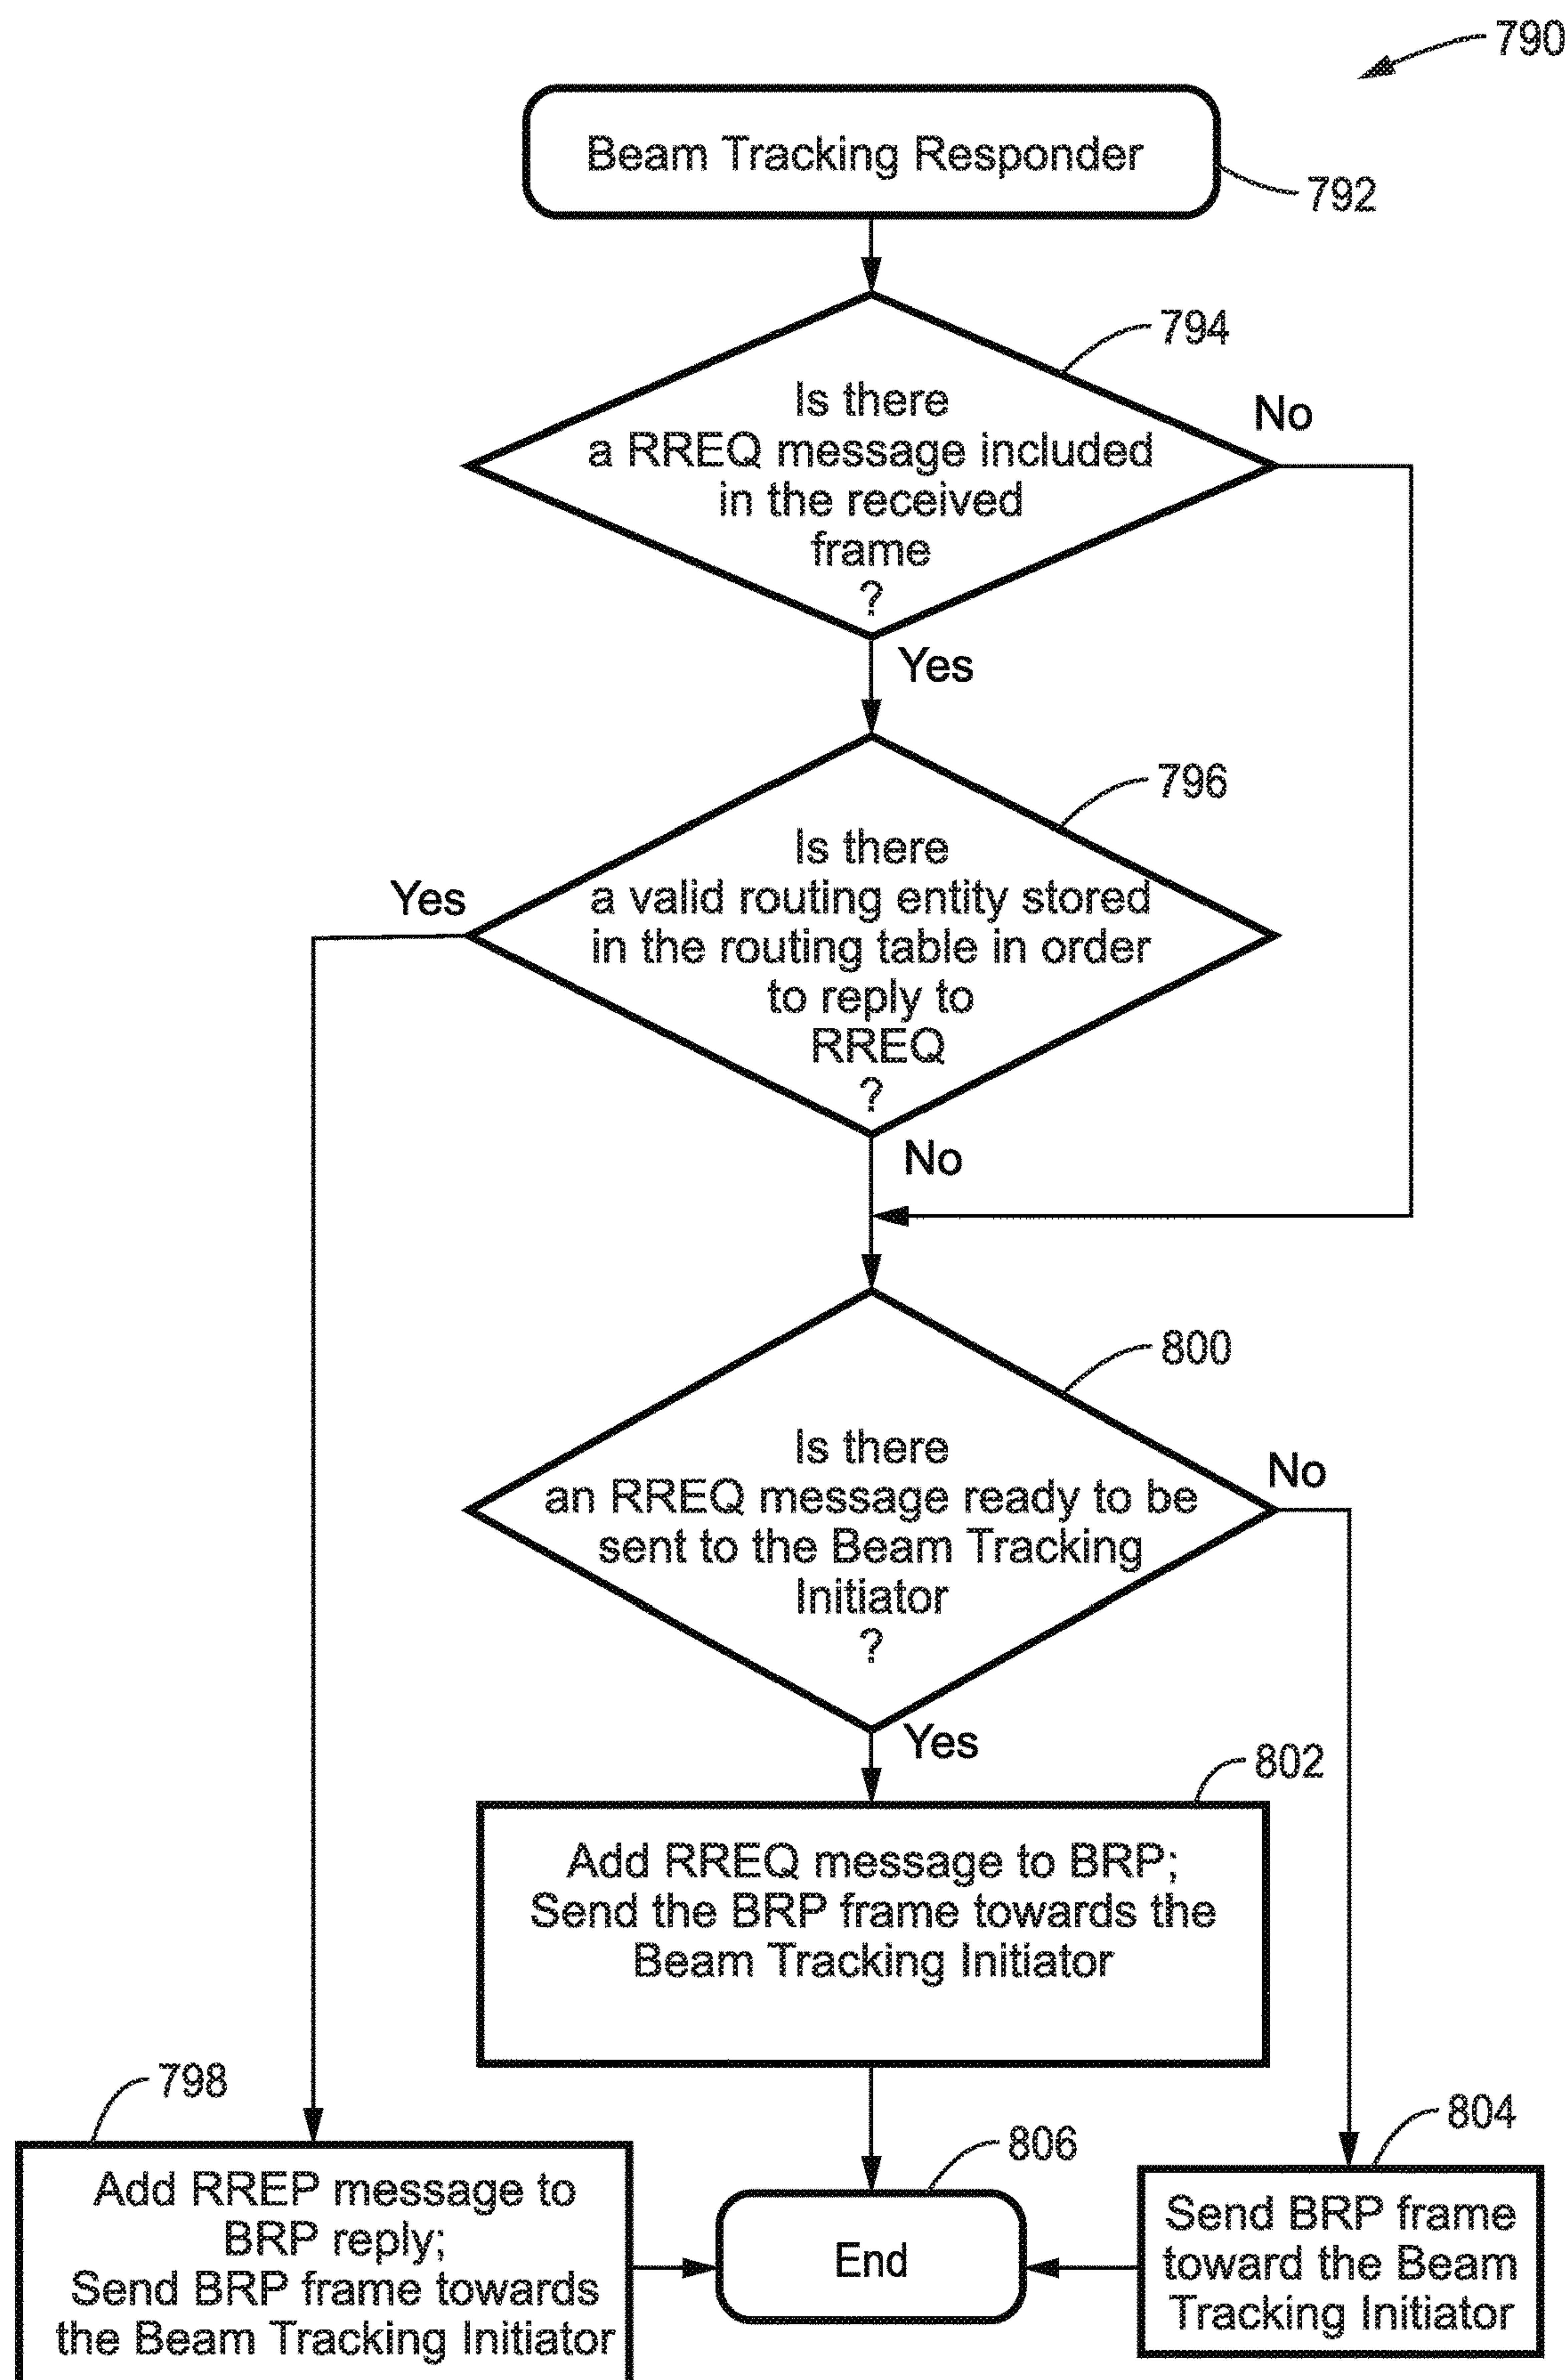 790
Beam Tracking Responder
792
794
Is there
a RREQ message included
in the received
frame
?
No
Yes
796
Is there
a valid routing entity stored
in the routing table in order
to reply to
RREQ
?
Yes
No
800
Is there
an RREQ message ready to be
sent to the Beam Tracking
Initiator
?
No
Yes
802
Add RREQ message to BRP;
Send the BRP frame towards the
Beam Tracking Initiator
798
Add RREP message to
BRP reply;
Send BRP frame towards
the Beam Tracking Initiator
806
End
804
Send BRP frame
toward the Beam
Tracking Initiator